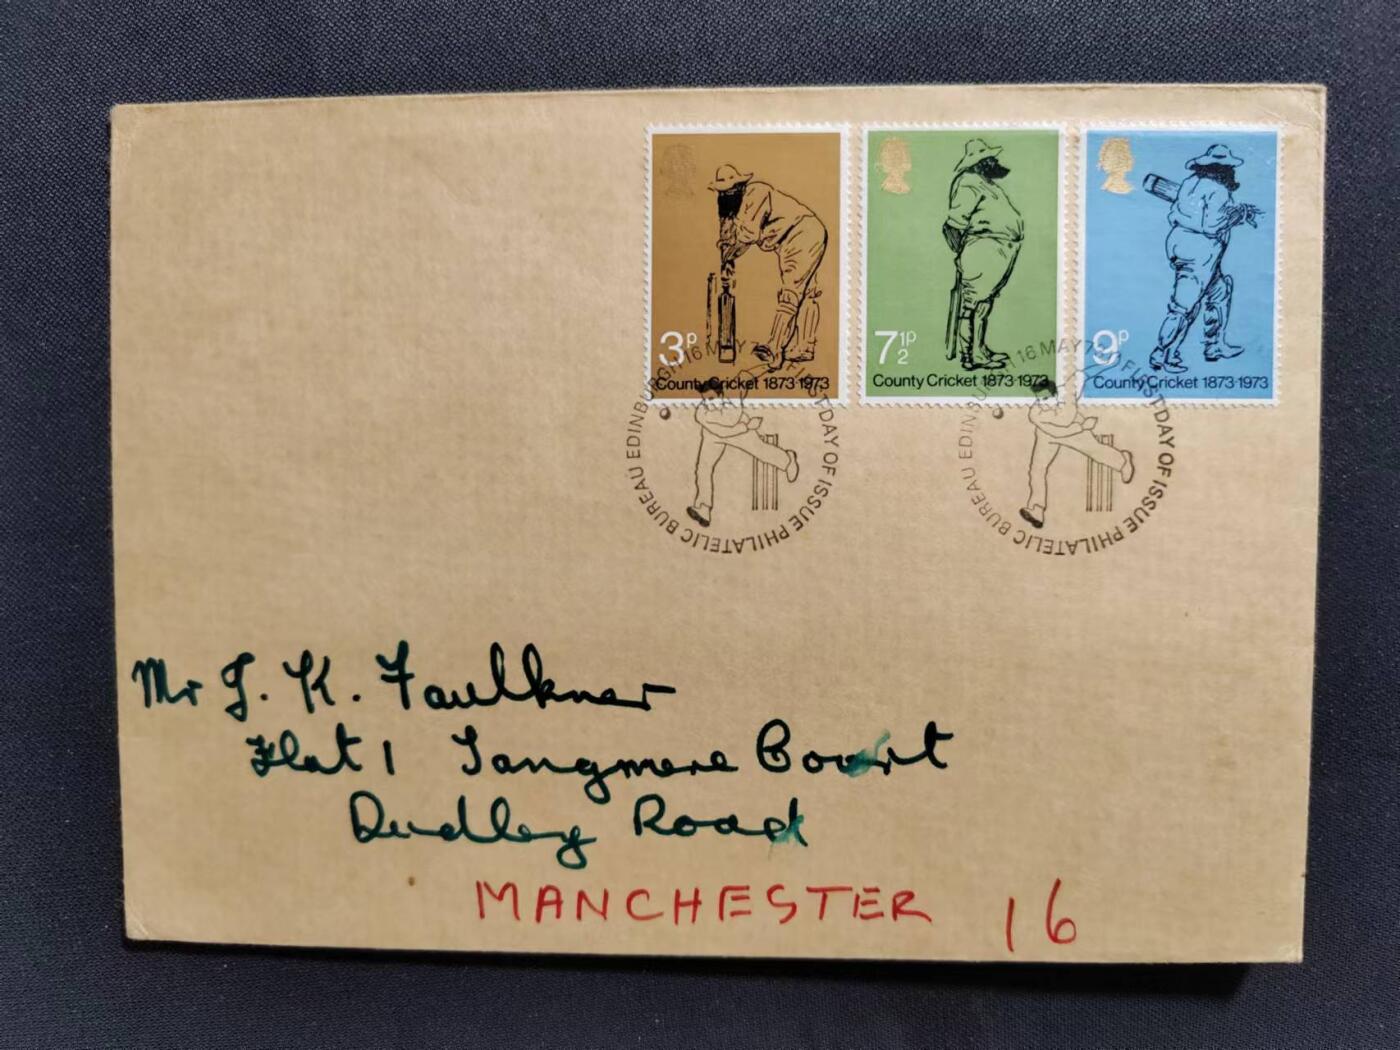 3P
County Cricket 1873-1973
7½P
County Cricket 1873-1973
9P
County Cricket 1873-1973
PHILATELIC BUREAU EDINBURGH 16 MAY 73 FIRST DAY OF ISSUE
PHILATELIC BUREAU EDINBURGH 16 MAY 73 FIRST DAY OF ISSUE
Mr J. K. Faulkner
Flat 1 Tangmere Court
Dudley Road
MANCHESTER 16